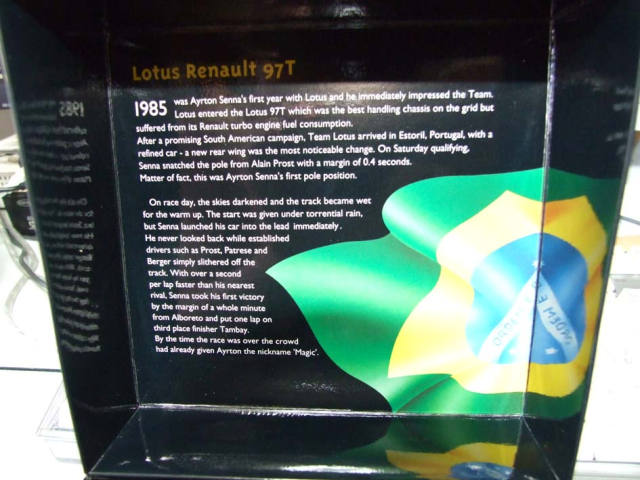 Lotus Renault 97T
1985 was Ayrton Senna's first year with Lotus and he immediately impressed the Team.
Lotus entered the Lotus 97T which was the best handling chassis on the grid but
suffered from its Renault turbo engine fuel consumption.
After a promising South American campaign, Team Lotus arrived in Estoril, Portugal, with a
refined car - a new rear wing was the most noticeable change. On Saturday qualifying,
Senna snatched the pole from Alain Prost with a margin of 0.4 seconds.
Matter of fact, this was Ayrton Senna's first pole position.
On race day, the skies darkened and the track became wet
for the warm up. The start was given under torrential rain,
but Senna launched his car into the lead immediately.
He never looked back while established
drivers such as Prost, Patrese and
Berger simply slithered off the
track. With over a second
per lap faster than his nearest
rival, Senna took his first victory
by the margin of a whole minute
from Alboreto and put one lap on
third place finisher Tambay.
By the time the race was over the crowd
had already given Ayrton the nickname 'Magic'.
ORDEM E